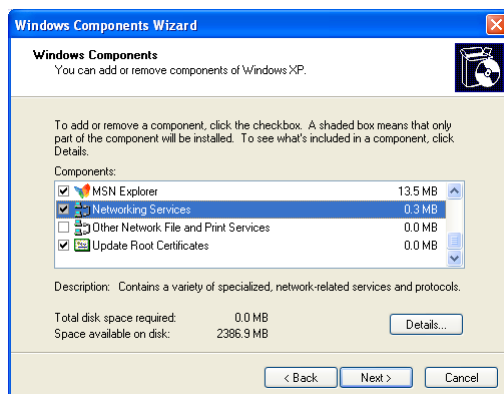 Windows Components Wizard
Windows Components
You can add or remove components of Windows XP.
To add or remove a component, click the checkbox. A shaded box means that only
part of the component will be installed. To see what's included in a component, click
Details.
Components:
MSN Explorer 13.5 MB
Networking Services 0.3 MB
Other Network File and Print Services 0.0 MB
Update Root Certificates 0.0 MB
Description: Contains a variety of specialized, network-related services and protocols.
Total disk space required: 0.0 MB
Space available on disk: 2386.9 MB
Details...
< Back Next > Cancel